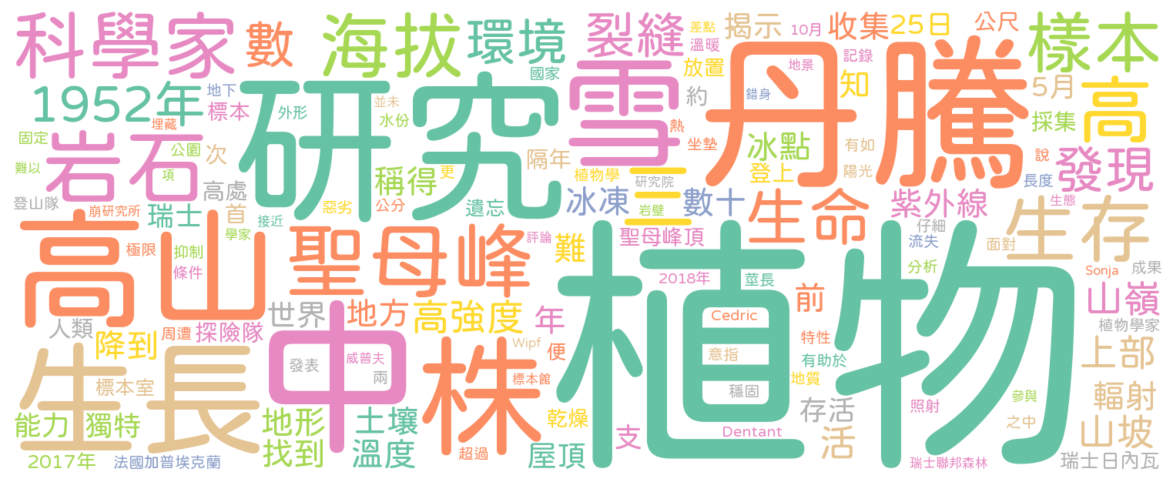 科學家
數
海拔
環境
裂縫
差點
溫暖
揭示
10月
收集
25日
公尺
樣本
國家
放置
地景
記錄
1952年
地下
標本
外形
並未
水份
研究
雪
約
丹騰
錯身
知
5月
高
固定
埋藏
岩石
公園
次
隔年
熱
坐墊
冰點
有如
採集
說
發現
難以
項
高處
稱得
更
植物學
研究院
登上
陽光
長度
登山隊
崩研究所
瑞士
首
學家
接近
惡劣
公分
遺忘
冰凍
三
岩壁
數十
生命
紫外線
仔細
生態
生存
高山
極限
抑制
條件
聖母峰
評論
難
聖母峰頂
流失
面對
2018年
莖長
分析
Sonja
成果
人類
周遭
探險隊
世界
地方
高強度
年
Cedric
前
特性
山嶺
植物學家
降到
中
發表
威普夫
兩
株
Wipf
便
植物
意指
有助於
上部
生長
標本室
標本館
穩固
地質
參與
輻射
能力
獨特
地形
土壤
乾燥
支
存活
照射
之中
山坡
2017年
法國加普埃克蘭
找到
溫度
超過
屋頂
Dentant
活
瑞士聯邦森林
瑞士日內瓦